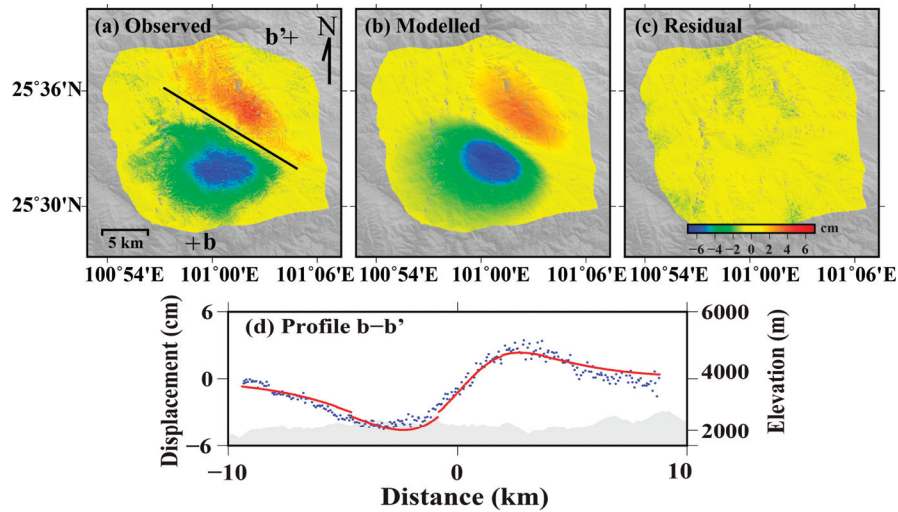 (a) Observed
b'+
N
5 km
+b
(b) Modelled
(c) Residual
cm
−6 −4 −2 0 2 4 6
25°36'N
25°30'N
100°54'E 101°00'E 101°06'E
100°54'E 101°00'E 101°06'E
100°54'E 101°00'E 101°06'E
(d) Profile b−b'
Displacement (cm)
6
0
−6
Elevation (m)
6000
4000
2000
−10 0 10
Distance (km)